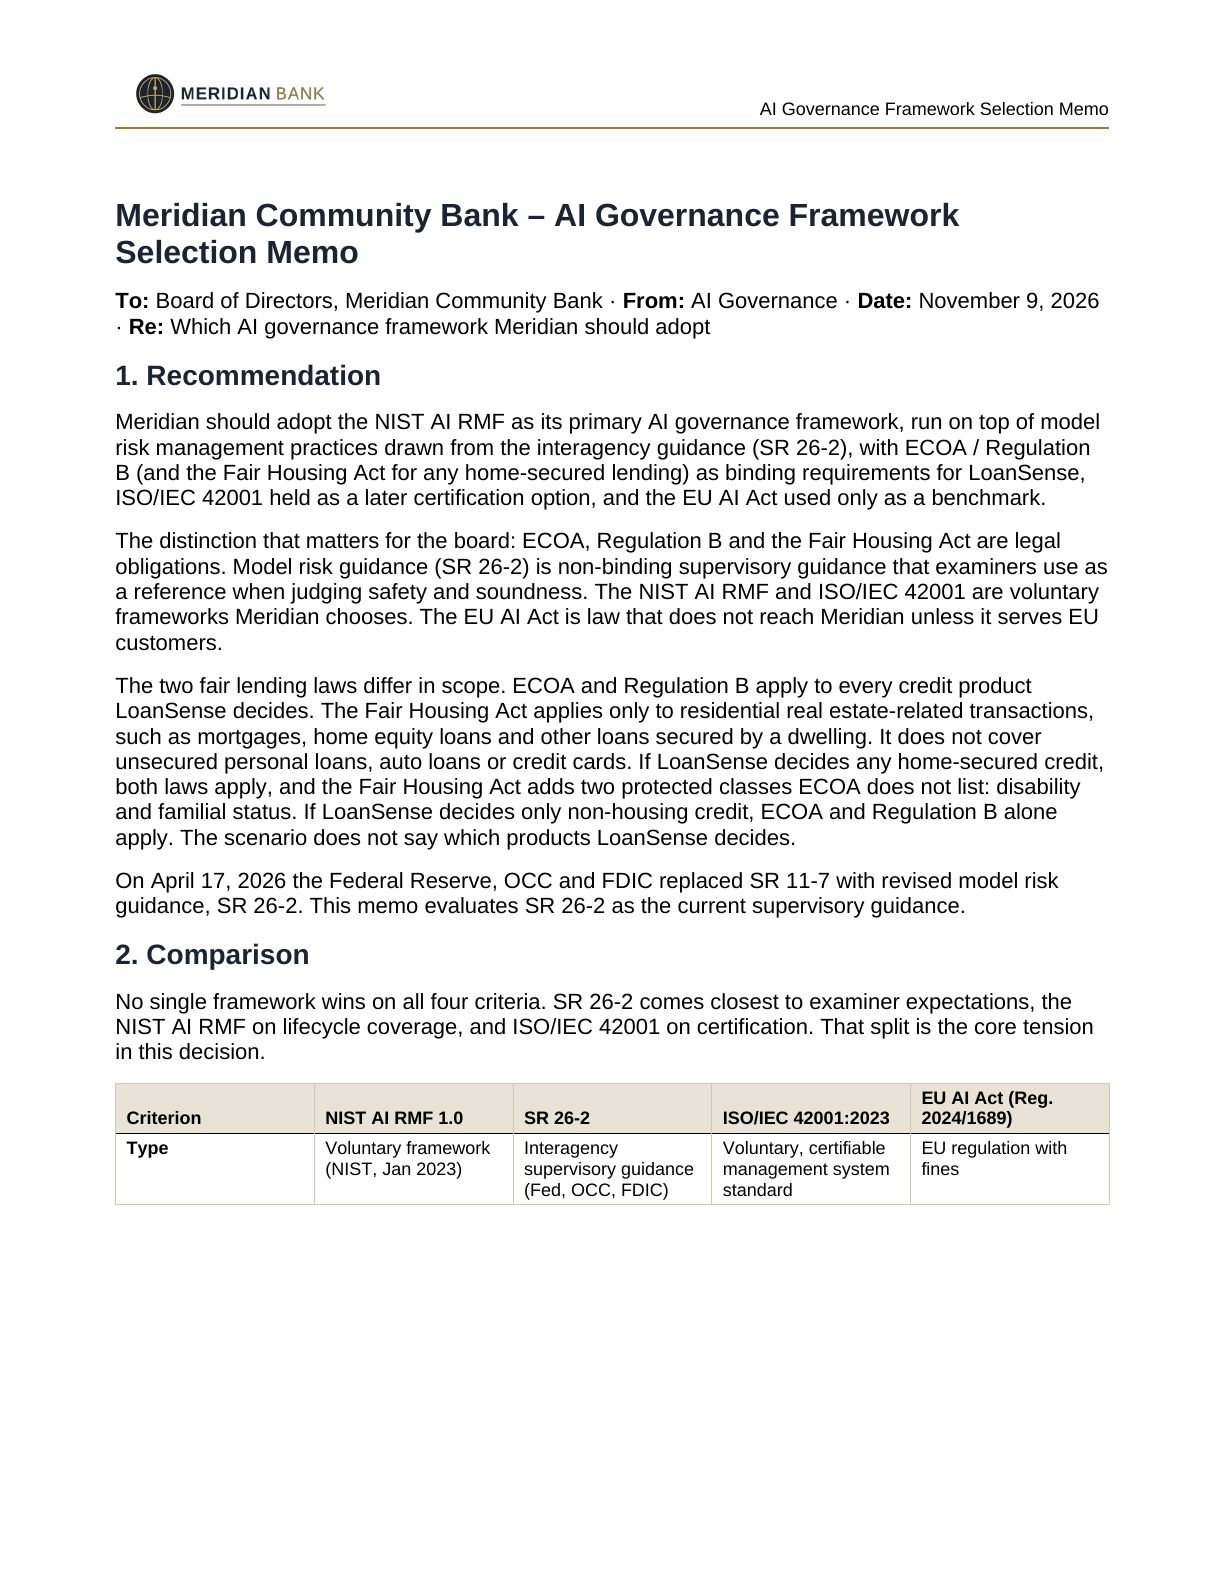 MERIDIAN BANK
AI Governance Framework Selection Memo
Meridian Community Bank – AI Governance Framework
Selection Memo
To: Board of Directors, Meridian Community Bank · From: AI Governance · Date: November 9, 2026
· Re: Which AI governance framework Meridian should adopt
1. Recommendation
Meridian should adopt the NIST AI RMF as its primary AI governance framework, run on top of model
risk management practices drawn from the interagency guidance (SR 26-2), with ECOA / Regulation
B (and the Fair Housing Act for any home-secured lending) as binding requirements for LoanSense,
ISO/IEC 42001 held as a later certification option, and the EU AI Act used only as a benchmark.
The distinction that matters for the board: ECOA, Regulation B and the Fair Housing Act are legal
obligations. Model risk guidance (SR 26-2) is non-binding supervisory guidance that examiners use as
a reference when judging safety and soundness. The NIST AI RMF and ISO/IEC 42001 are voluntary
frameworks Meridian chooses. The EU AI Act is law that does not reach Meridian unless it serves EU
customers.
The two fair lending laws differ in scope. ECOA and Regulation B apply to every credit product
LoanSense decides. The Fair Housing Act applies only to residential real estate-related transactions,
such as mortgages, home equity loans and other loans secured by a dwelling. It does not cover
unsecured personal loans, auto loans or credit cards. If LoanSense decides any home-secured credit,
both laws apply, and the Fair Housing Act adds two protected classes ECOA does not list: disability
and familial status. If LoanSense decides only non-housing credit, ECOA and Regulation B alone
apply. The scenario does not say which products LoanSense decides.
On April 17, 2026 the Federal Reserve, OCC and FDIC replaced SR 11-7 with revised model risk
guidance, SR 26-2. This memo evaluates SR 26-2 as the current supervisory guidance.
2. Comparison
No single framework wins on all four criteria. SR 26-2 comes closest to examiner expectations, the
NIST AI RMF on lifecycle coverage, and ISO/IEC 42001 on certification. That split is the core tension
in this decision.
Criterion
NIST AI RMF 1.0
SR 26-2
ISO/IEC 42001:2023
EU AI Act (Reg.
2024/1689)
Type
Voluntary framework
(NIST, Jan 2023)
Interagency
supervisory guidance
(Fed, OCC, FDIC)
Voluntary, certifiable
management system
standard
EU regulation with
fines